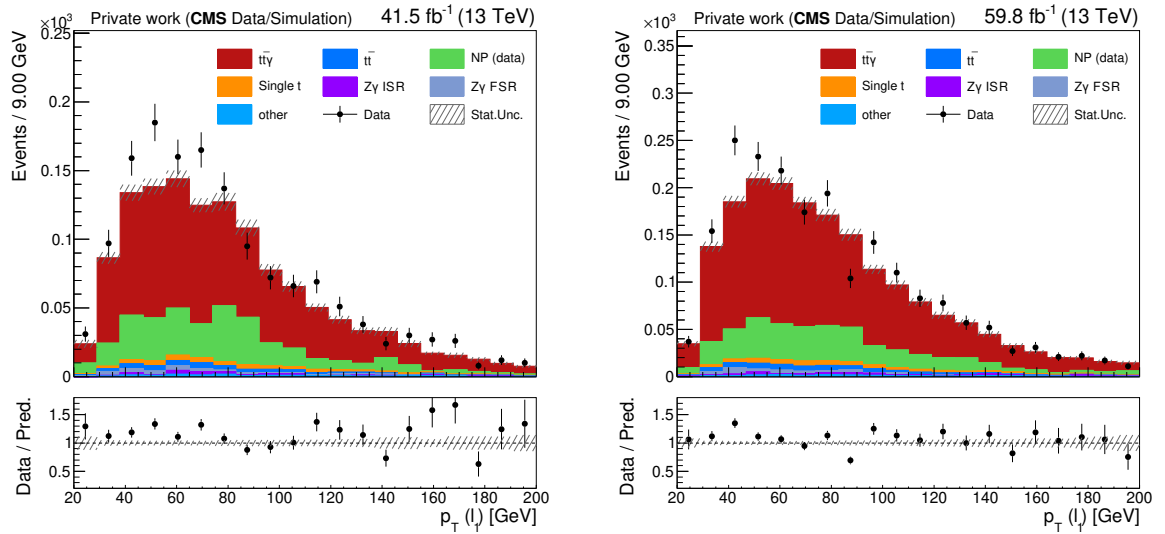 ×10³ Private work (CMS Data/Simulation) 41.5 fb⁻¹ (13 TeV)
Events / 9.00 GeV
0.25
0.2
0.15
0.1
0.05
0
tt̄γ tt̄ NP (data)
Single t Zγ ISR Zγ FSR
other Data Stat.Unc.
Data / Pred.
1.5
1
0.5
20 40 60 80 100 120 140 160 180 200
p_T (l_1) [GeV]
×10³ Private work (CMS Data/Simulation) 59.8 fb⁻¹ (13 TeV)
Events / 9.00 GeV
0.35
0.3
0.25
0.2
0.15
0.1
0.05
0
tt̄γ tt̄ NP (data)
Single t Zγ ISR Zγ FSR
other Data Stat.Unc.
Data / Pred.
1.5
1
0.5
20 40 60 80 100 120 140 160 180 200
p_T (l_1) [GeV]